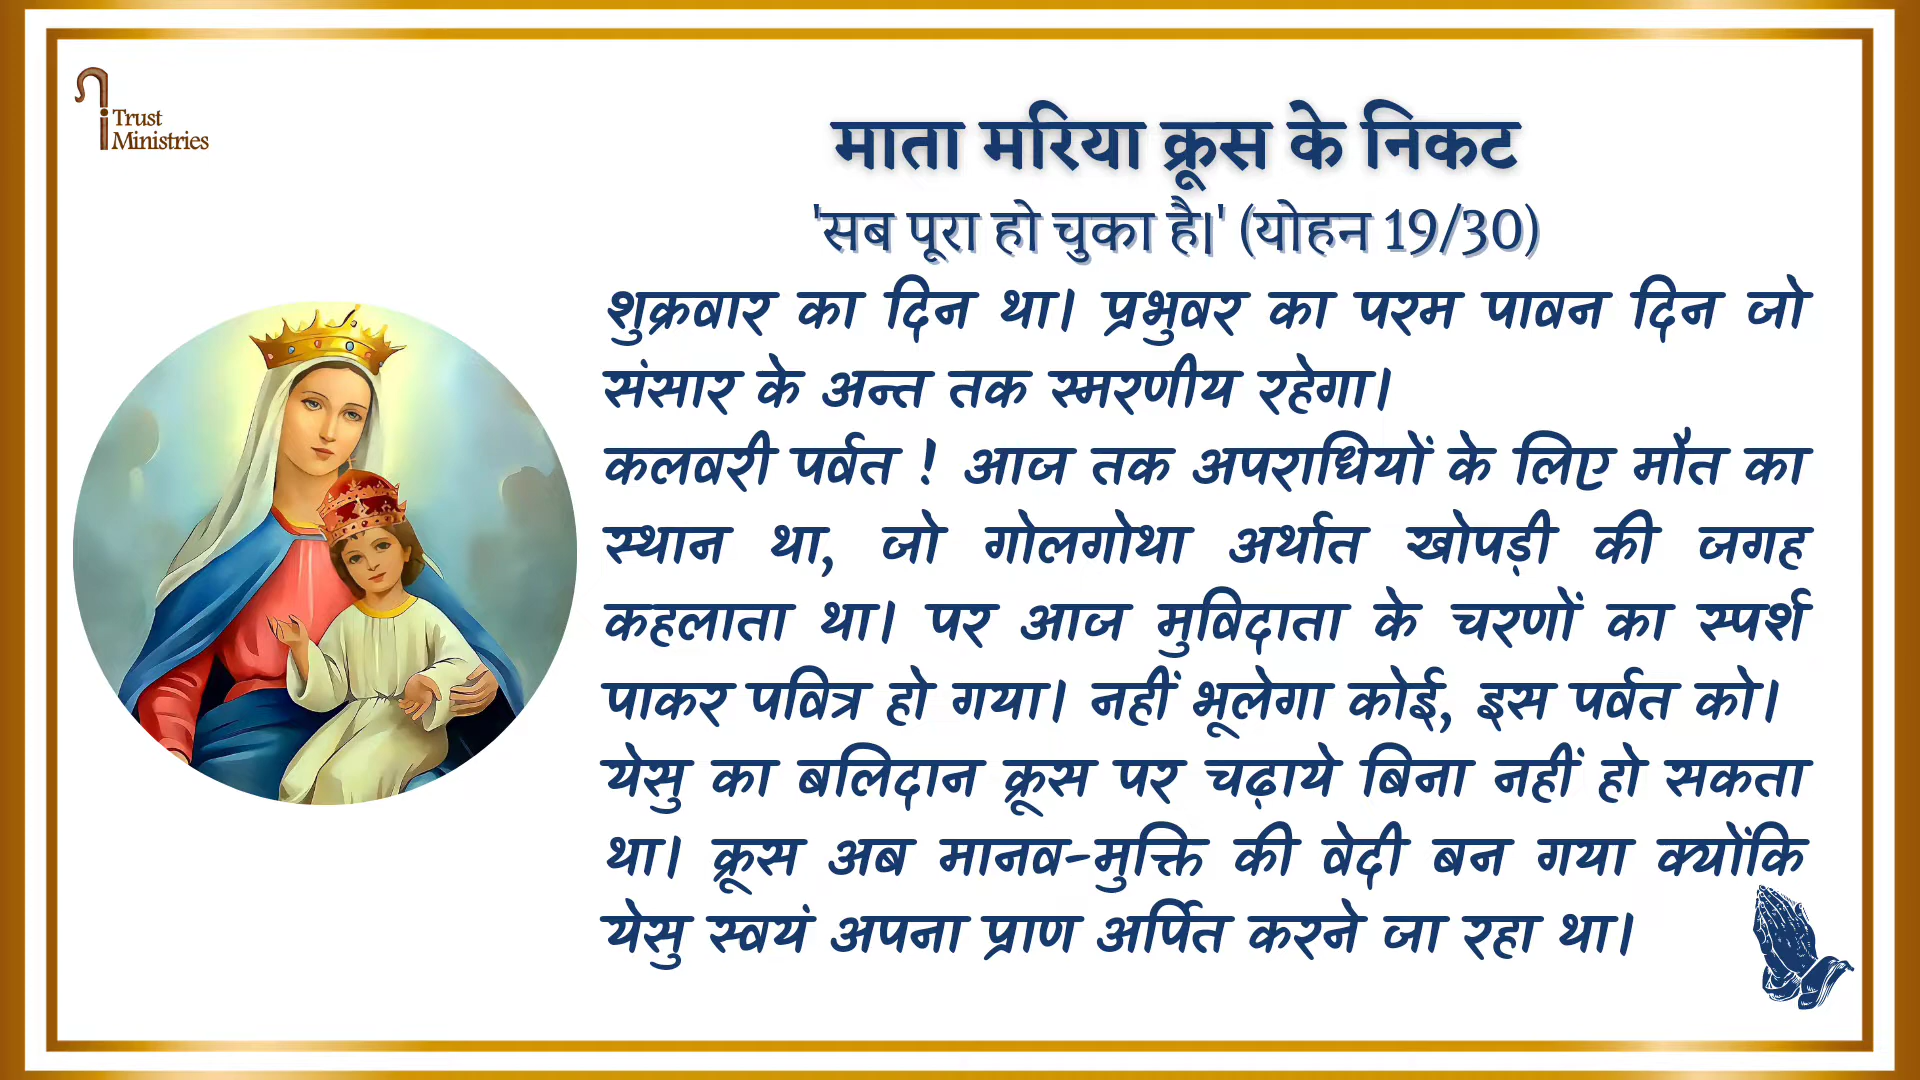 Trust
Ministries
माता मरिया क्रूस के निकट
'सब पूरा हो चुका है।' (योहन 19/30)
शुक्रवार का दिन था। प्रभुवर का परम पावन दिन जो
संसार के अन्त तक स्मरणीय रहेगा।
कलवरी पर्वत ! आज तक अपराधियों के लिए मौत का
स्थान था, जो गोलगोथा अर्थात खोपड़ी की जगह
कहलाता था। पर आज मुविदाता के चरणों का स्पर्श
पाकर पवित्र हो गया। नहीं भूलेगा कोई, इस पर्वत को।
येसु का बलिदान क्रूस पर चढ़ाये बिना नहीं हो सकता
था। क्रूस अब मानव-मुक्ति की वेदी बन गया क्योंकि
येसु स्वयं अपना प्राण अर्पित करने जा रहा था।